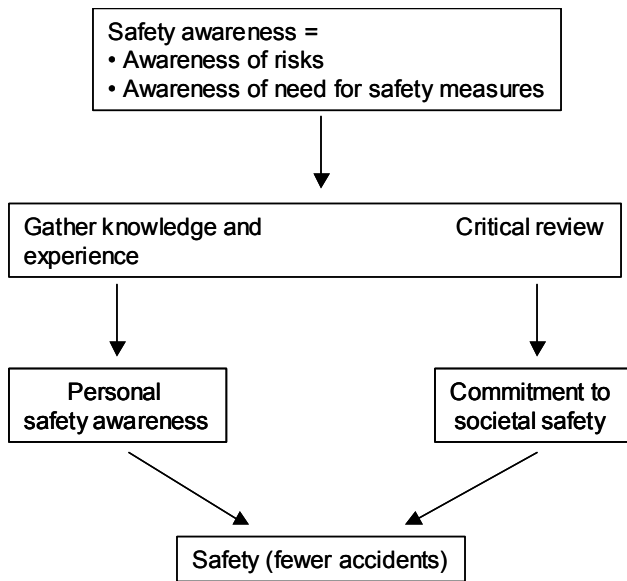 Safety awareness =
• Awareness of risks
• Awareness of need for safety measures
Gather knowledge and
experience
Critical review
Personal
safety awareness
Commitment to
societal safety
Safety (fewer accidents)